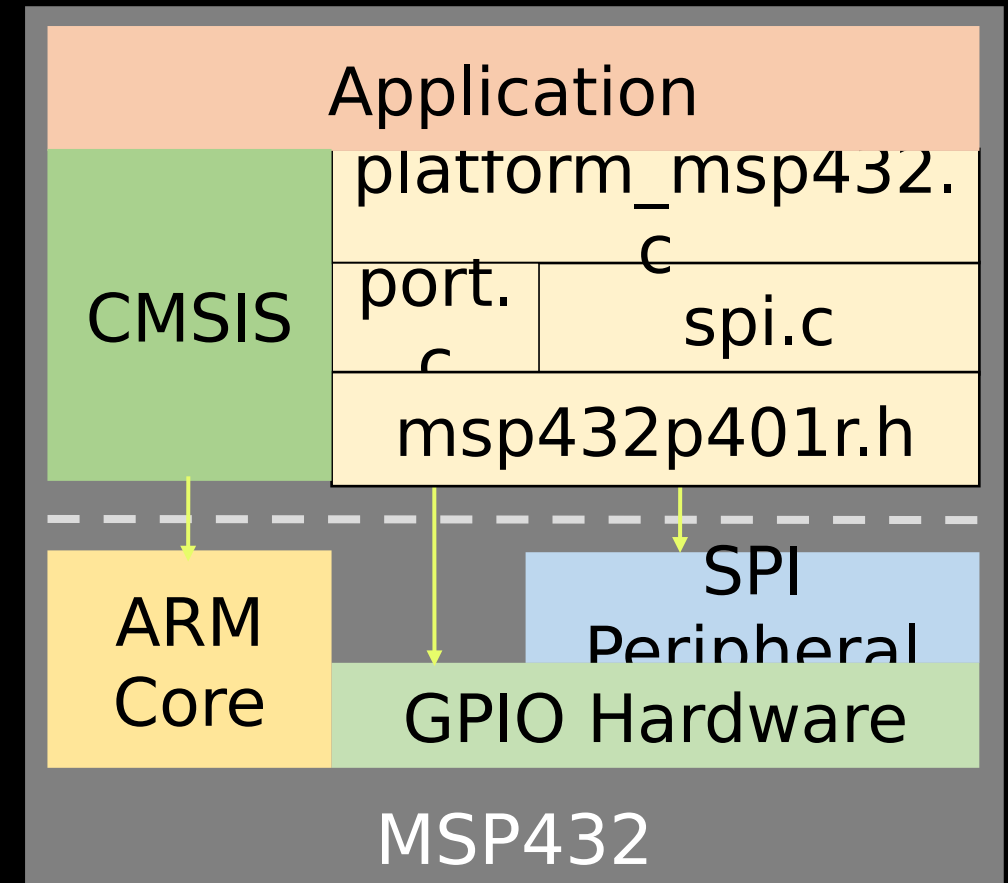 Application
platform_msp432.
c
CMSIS
port.
c
spi.c
msp432p401r.h
ARM
Core
SPI
Peripheral
GPIO Hardware
MSP432